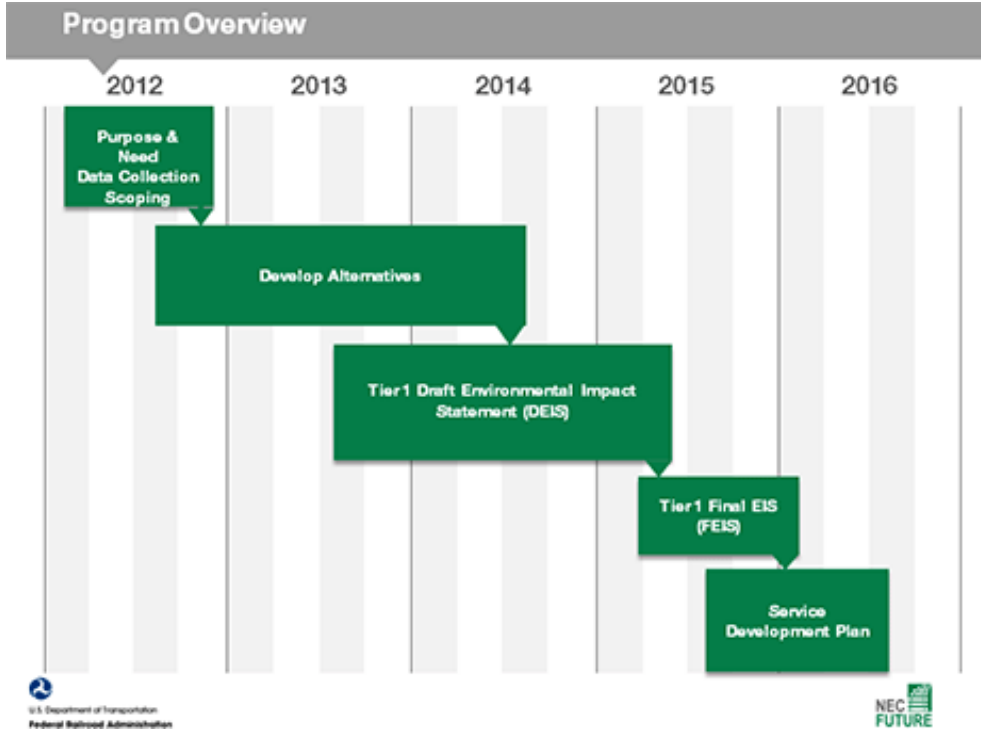 Program Overview
2012 2013 2014 2015 2016
Purpose &
Need
Data Collection
Scoping
Develop Alternatives
Tier 1 Draft Environmental Impact
Statement (DEIS)
Tier 1 Final EIS
(FEIS)
Service
Development Plan
U.S. Department of Transportation
Federal Railroad Administration
NEC
FUTURE